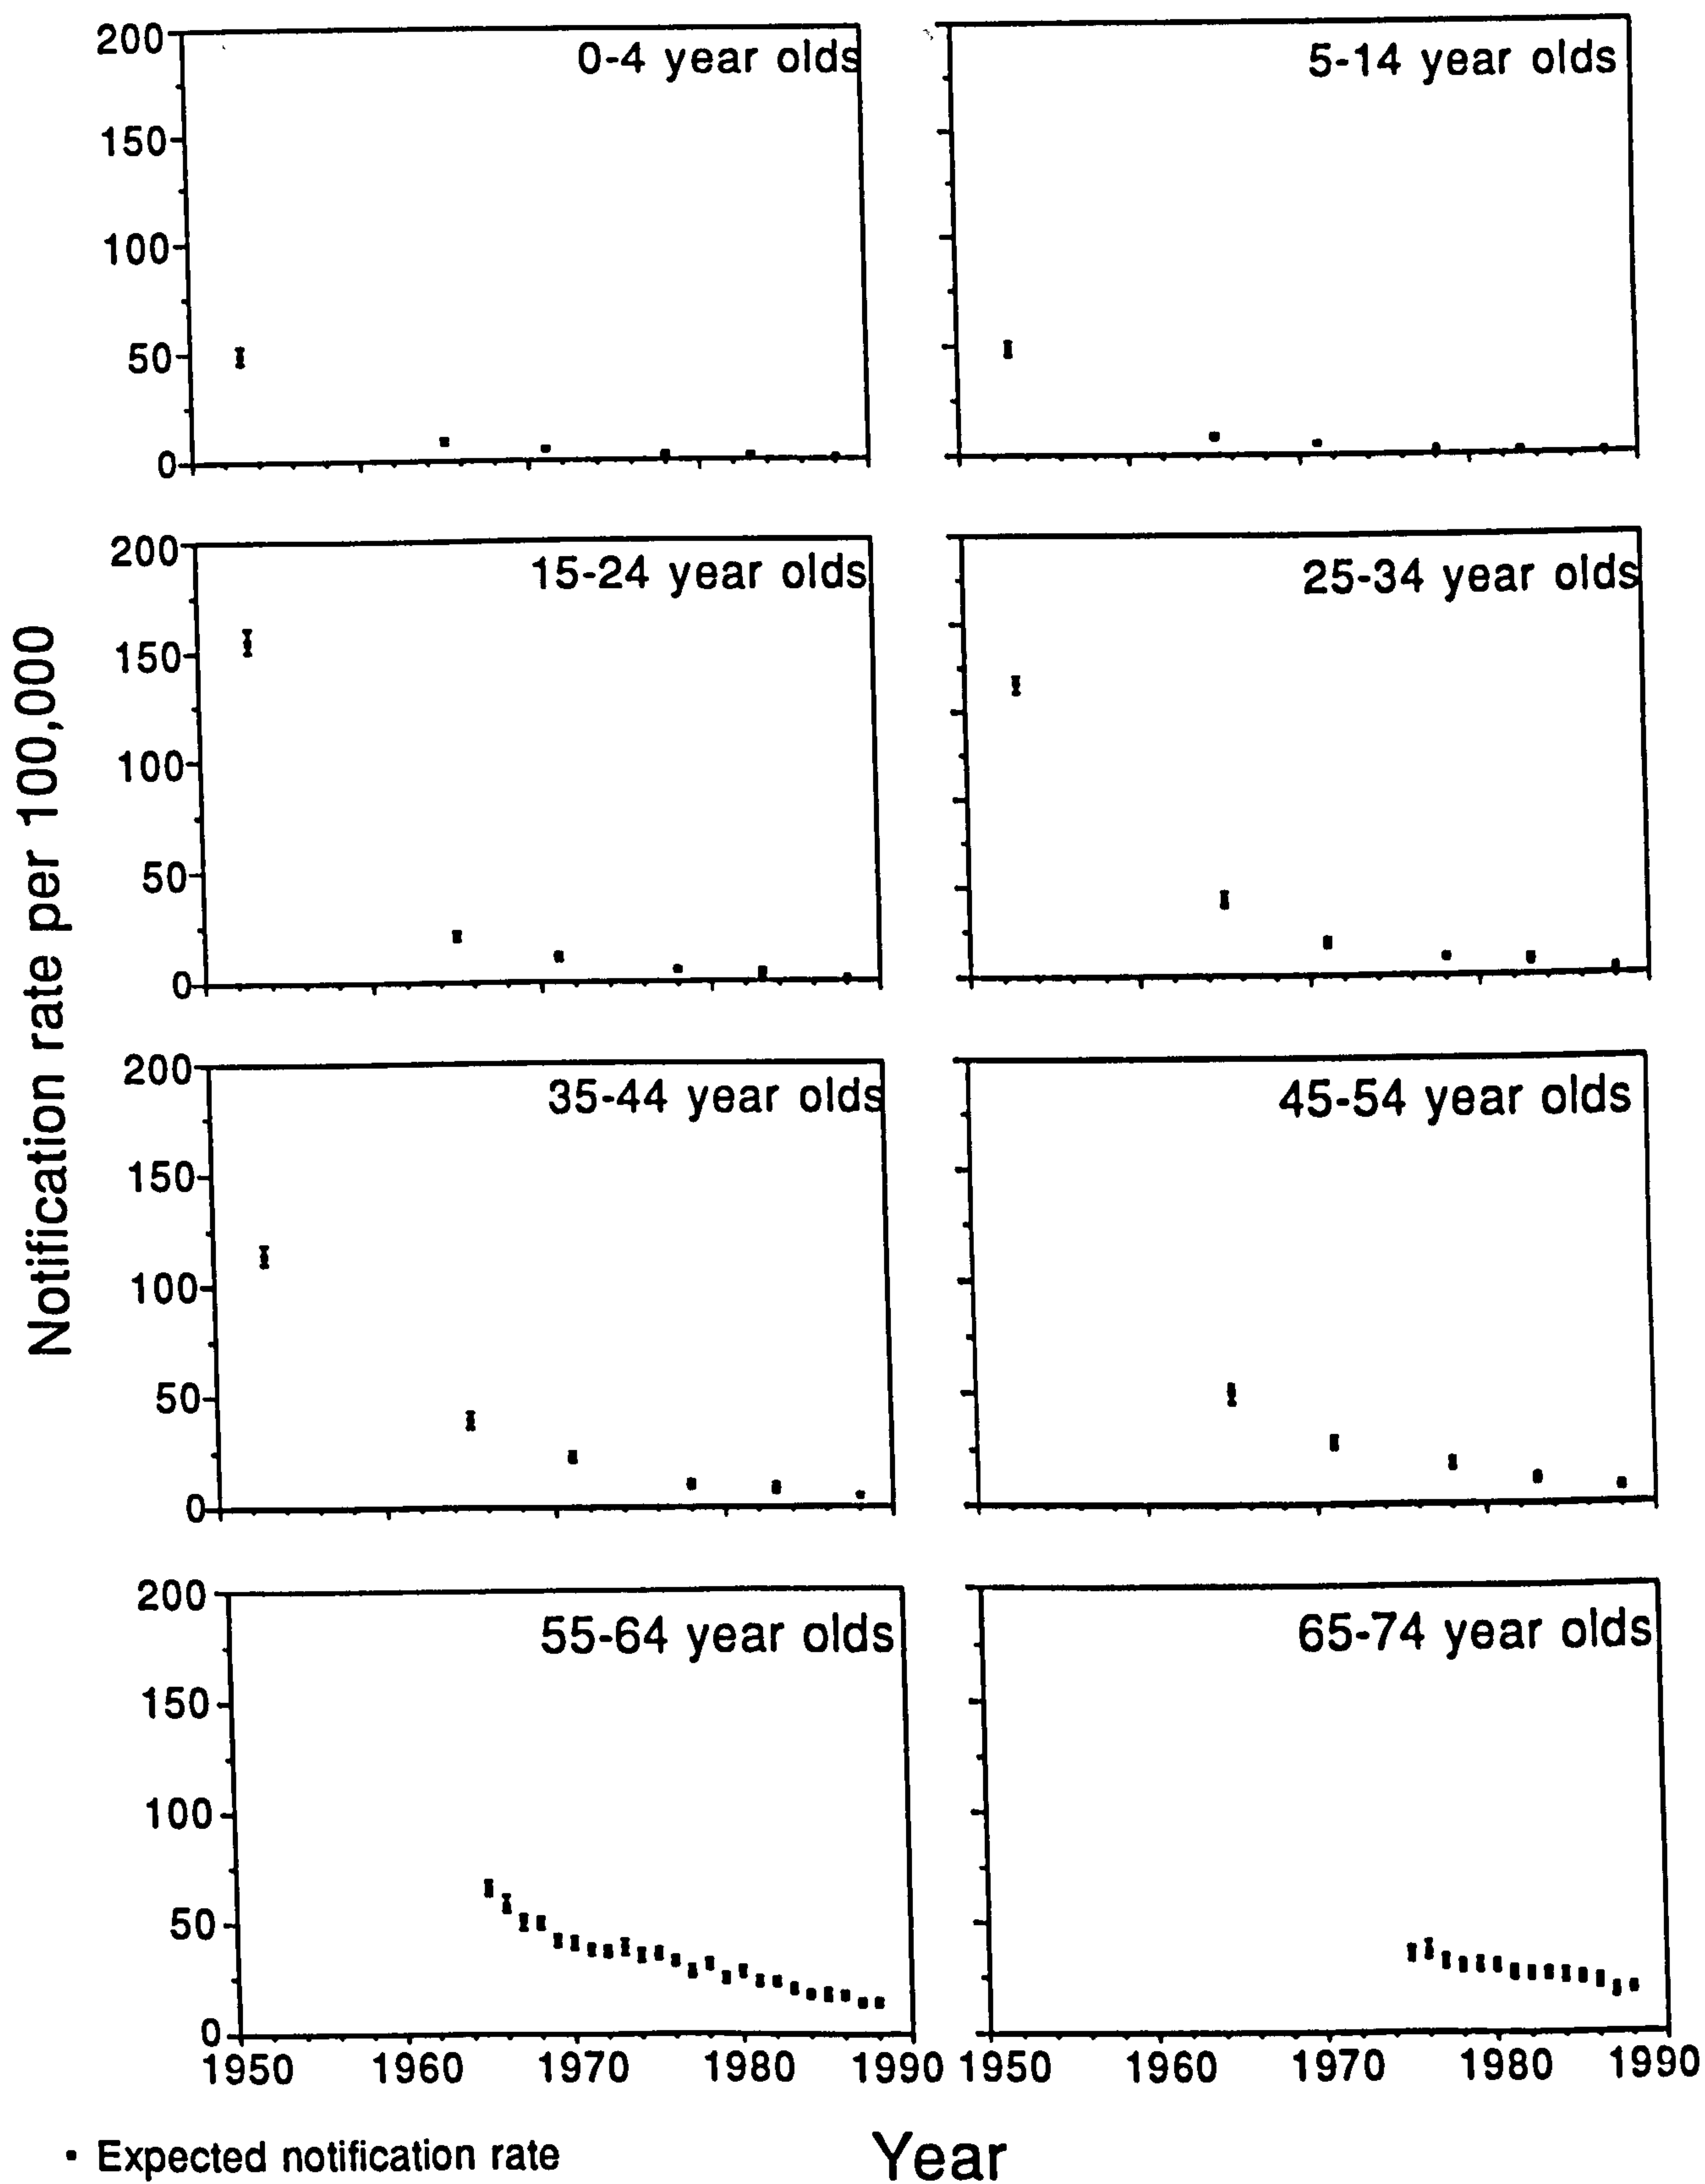 Notification rate per 100,000
200
150
100
50
0
0-4 year olds
5-14 year olds
200
150
100
50
0
15-24 year olds
25-34 year olds
200
150
100
50
0
35-44 year olds
45-54 year olds
200
150
100
50
0
55-64 year olds
65-74 year olds
1950 1960 1970 1980 1990 1950 1960 1970 1980 1990
Expected notification rate
Year